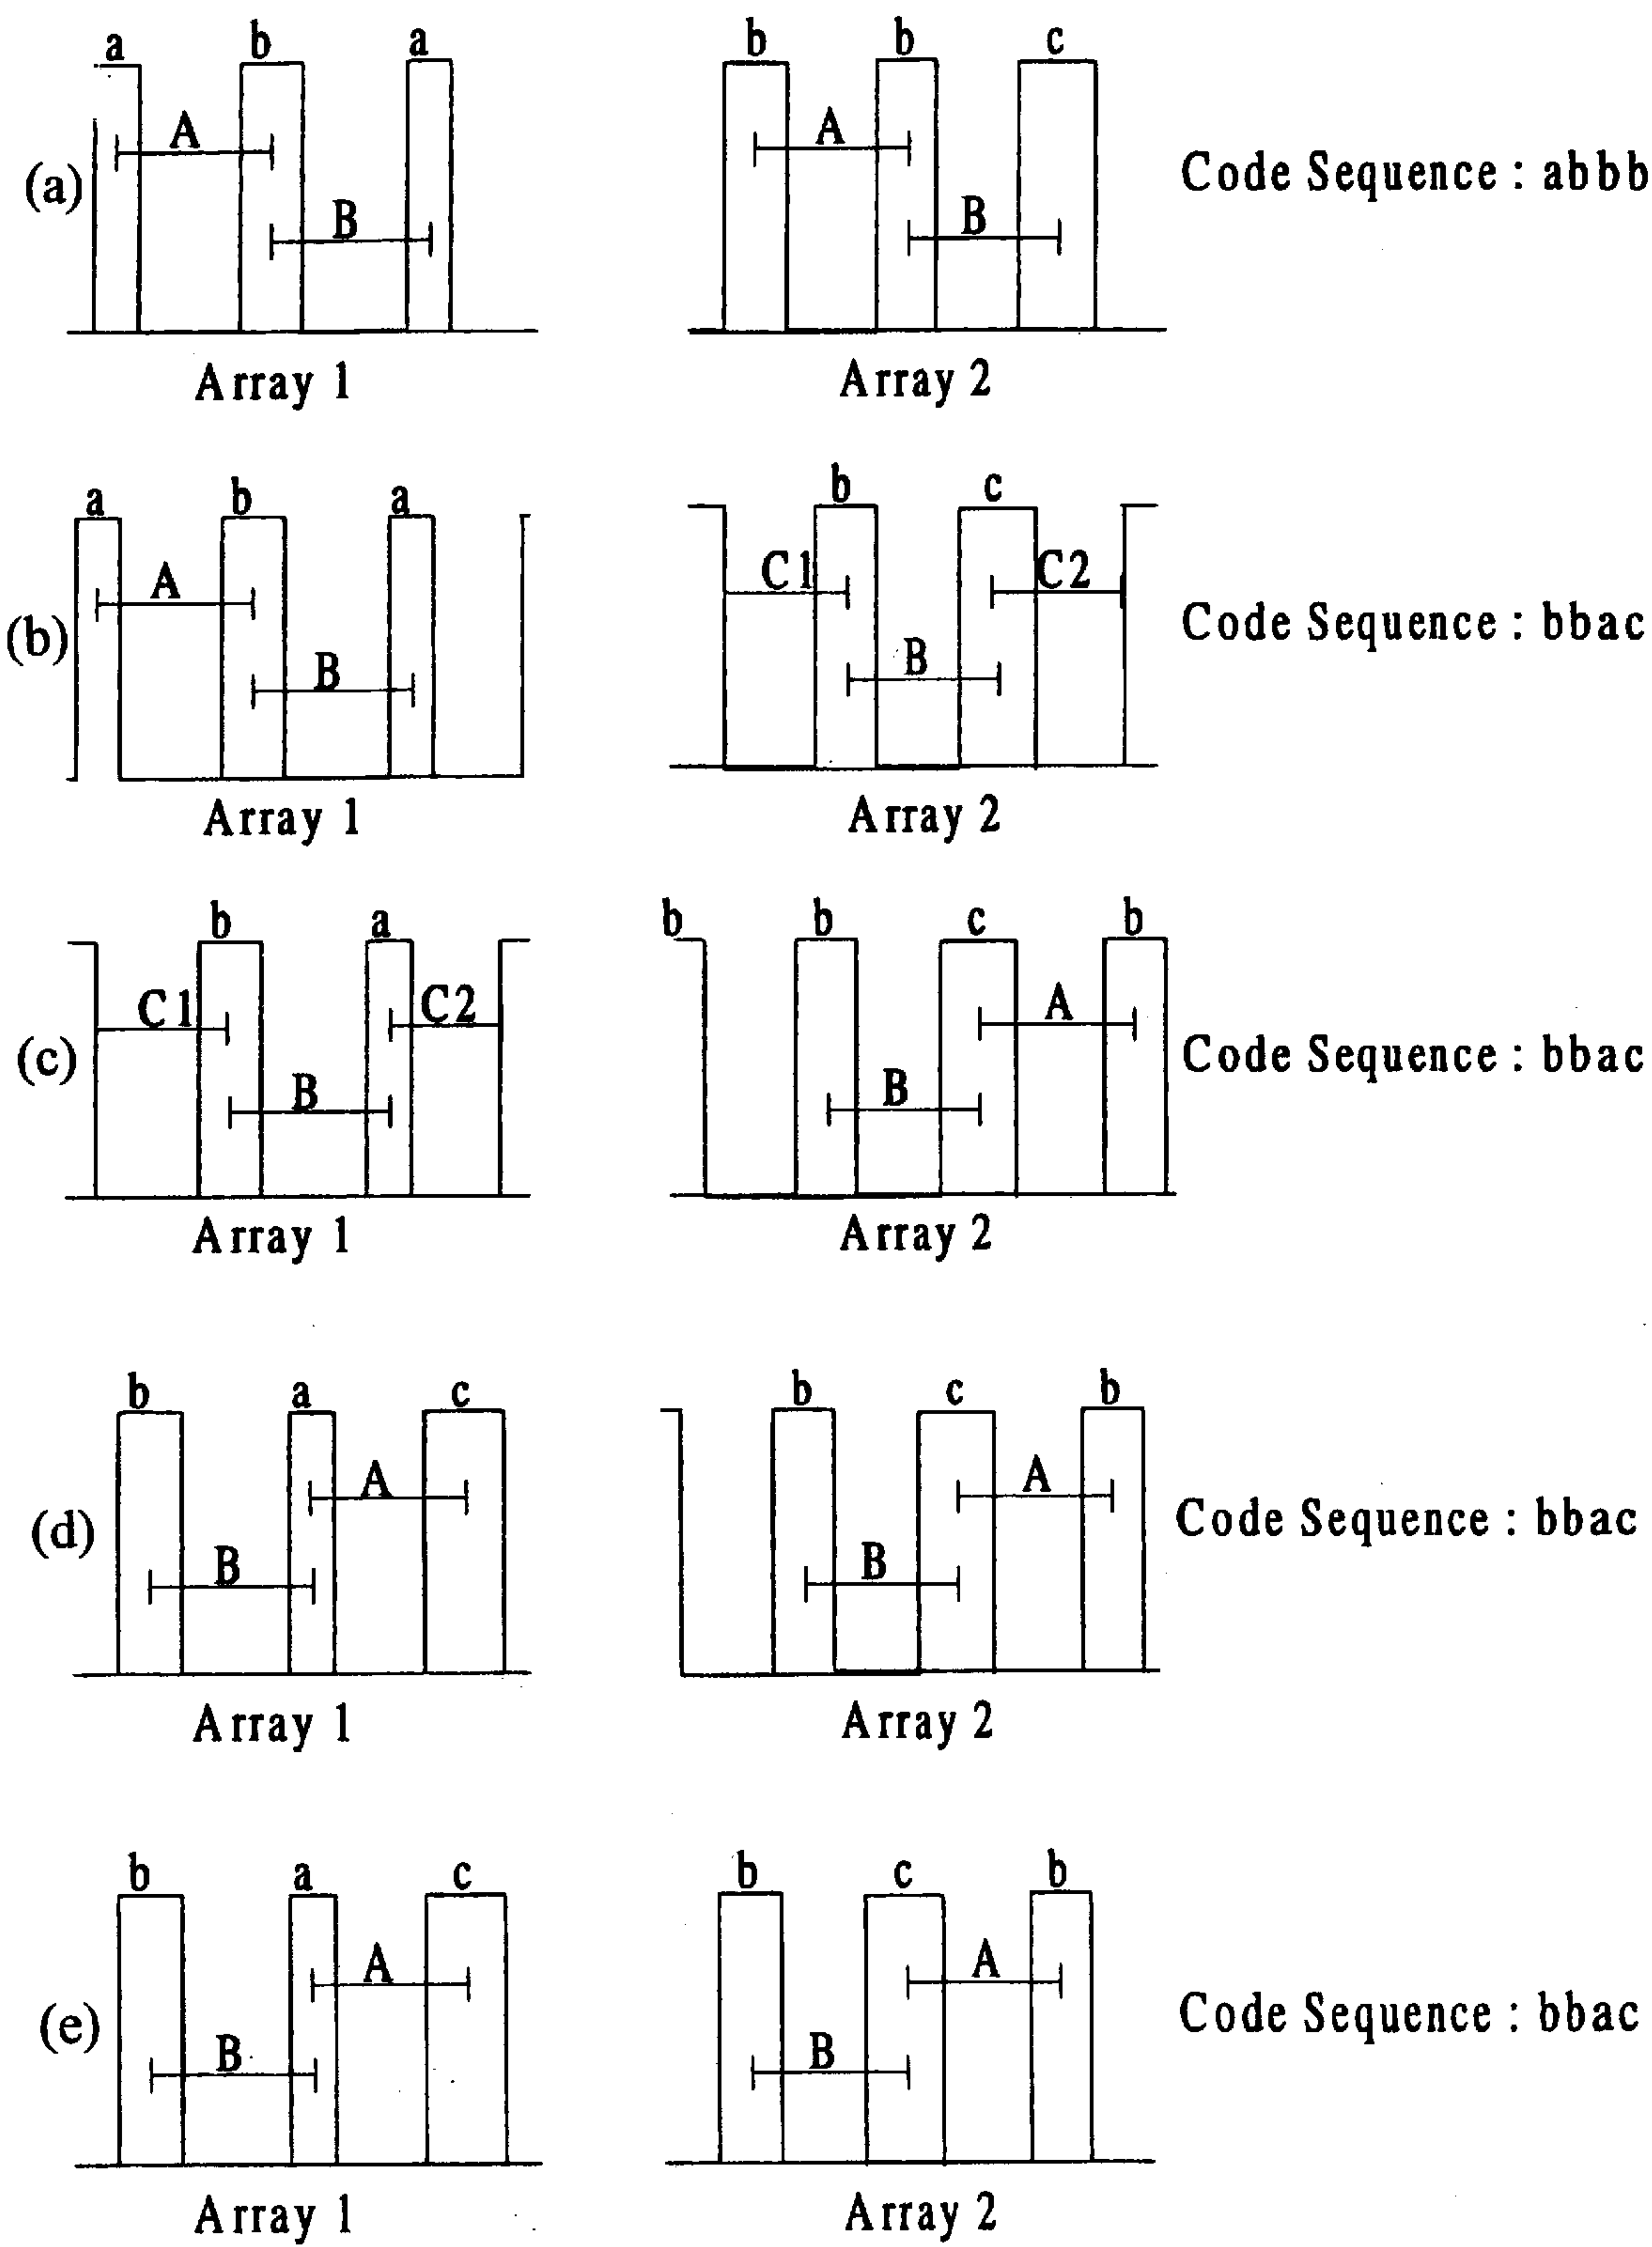 a b a b b c
A A
(a) B B Code Sequence : abbb
Array 1 Array 2
a b a b c
A C1 C2
(b) B B Code Sequence : bbac
Array 1 Array 2
b a b b c b
C1 C2 A
(c) B B Code Sequence : bbac
Array 1 Array 2
b a c b c b
A A
(d) B B Code Sequence : bbac
Array 1 Array 2
b a c b c b
A A
(e) B B Code Sequence : bbac
Array 1 Array 2